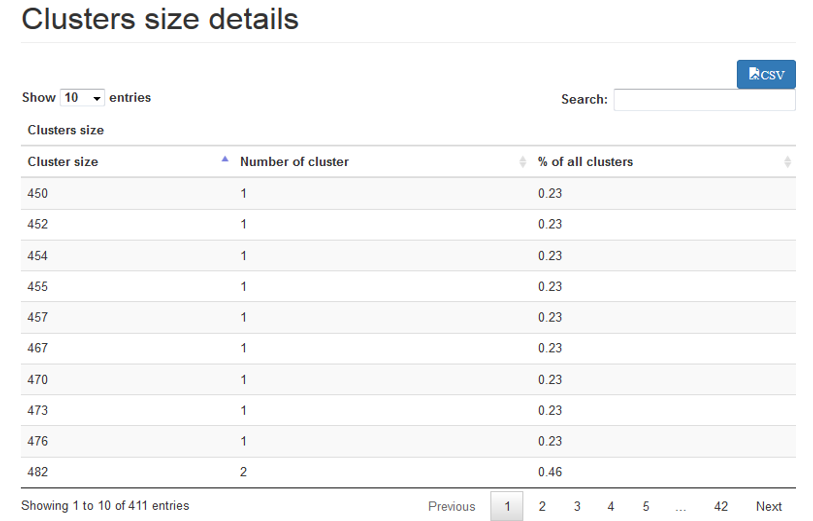 Clusters size details
CSV
Show 10 entries
Search:
Clusters size
Cluster size Number of cluster % of all clusters
450 1 0.23
452 1 0.23
454 1 0.23
455 1 0.23
457 1 0.23
467 1 0.23
470 1 0.23
473 1 0.23
476 1 0.23
482 2 0.46
Showing 1 to 10 of 411 entries Previous 1 2 3 4 5 ... 42 Next